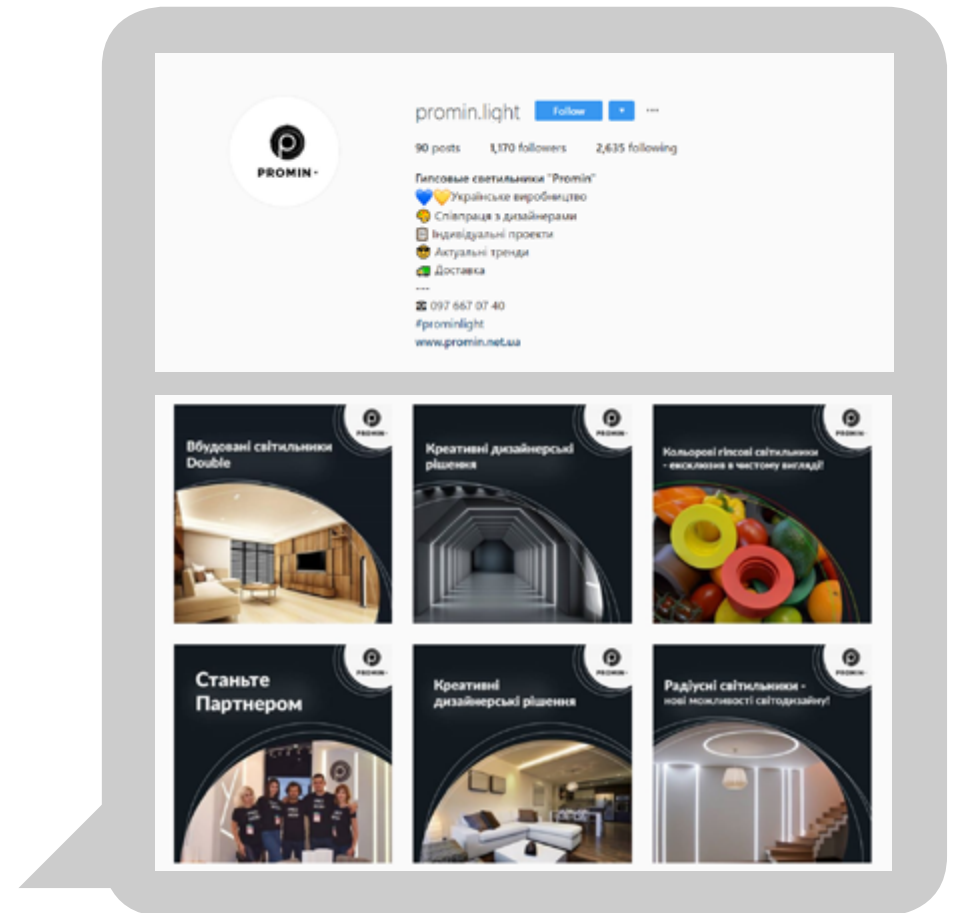 promin.light Follow
90 posts 1,170 followers 2,635 following
PROMIN
Гипсовые светильники "Promin"
💙💛Українське виробництво
Співпраця з дизайнерами
Індивідуальні проекти
😎 Актуальні тренди
Доставка
---
☎ 097 667 07 40
#prominlight
www.promin.net.ua
PROMIN
Вбудовані світильники
Double
PROMIN
Креативні дизайнерські
рішення
PROMIN
Кольорові гіпсові світильники
- ексклюзив в чистому вигляді!
PROMIN
Станьте
Партнером
PROMIN
Креативні
дизайнерські рішення
PROMIN
Радіусні світильники -
нові можливості світодизайну!